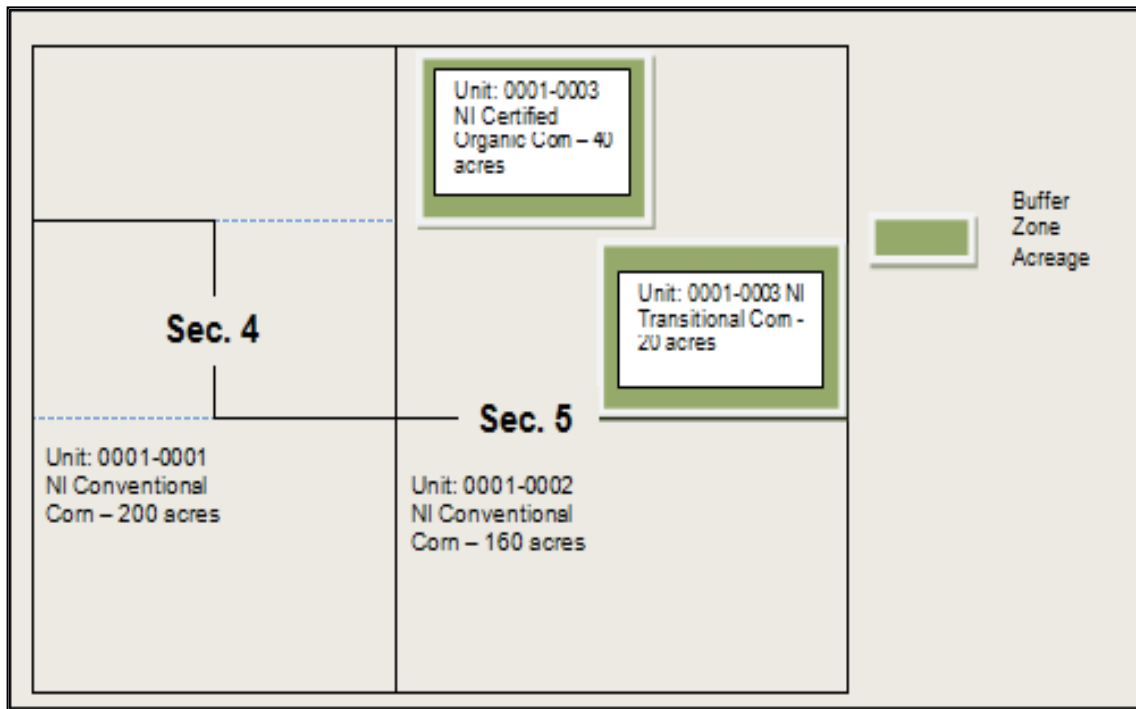 Unit: 0001-0003
NI Certified
Organic Corn – 40
acres
Buffer
Zone
Acreage
Unit: 0001-0003 NI
Transitional Corn -
20 acres
Sec. 4
Sec. 5
Unit: 0001-0001
NI Conventional
Corn – 200 acres
Unit: 0001-0002
NI Conventional
Corn – 160 acres